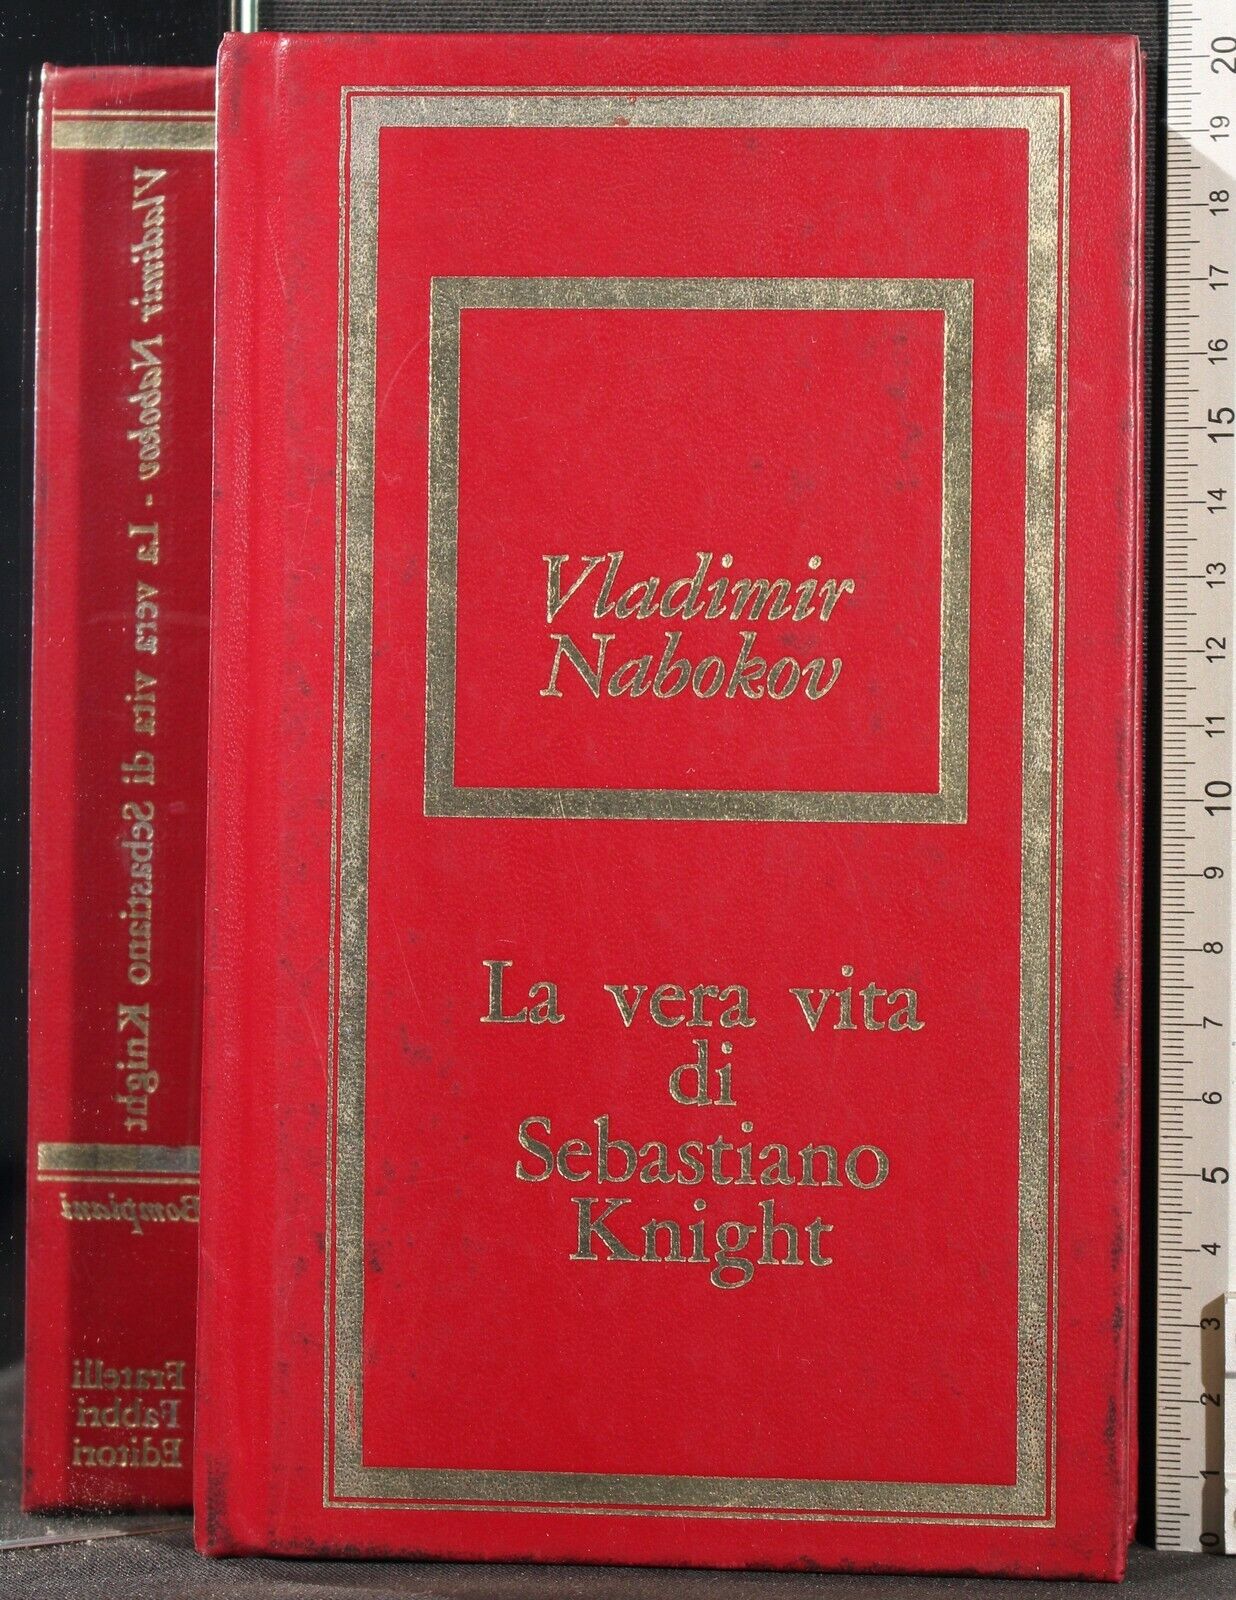 Vladimir
Nabokov
La vera vita
di
Sebastiano
Knight
Vladimir Nabokov - La vera vita di Sebastiano Knight
Bompiani
Fratelli
Fabbri
Editori
20
19
18
17
16
15
14
13
12
11
10
9
8
7
6
5
4
3
2
1
0